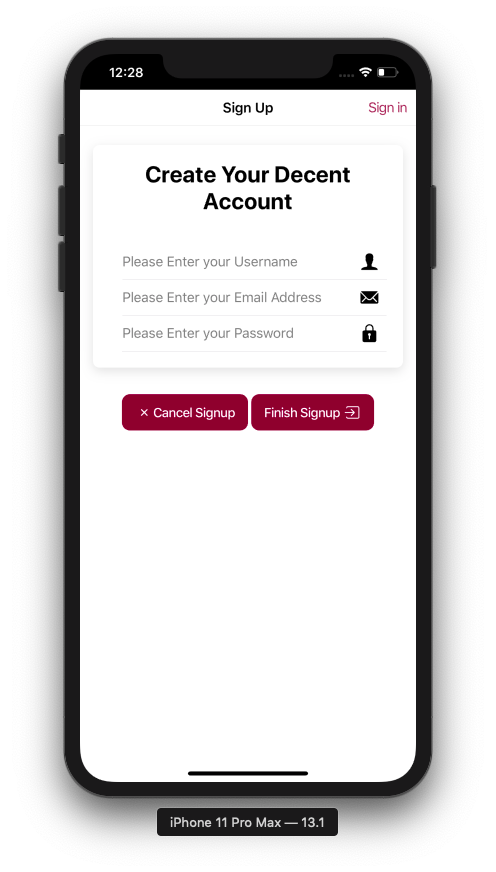 12:28
Sign Up
Sign in
Create Your Decent
Account
Please Enter your Username
Please Enter your Email Address
Please Enter your Password
× Cancel Signup
Finish Signup
iPhone 11 Pro Max — 13.1